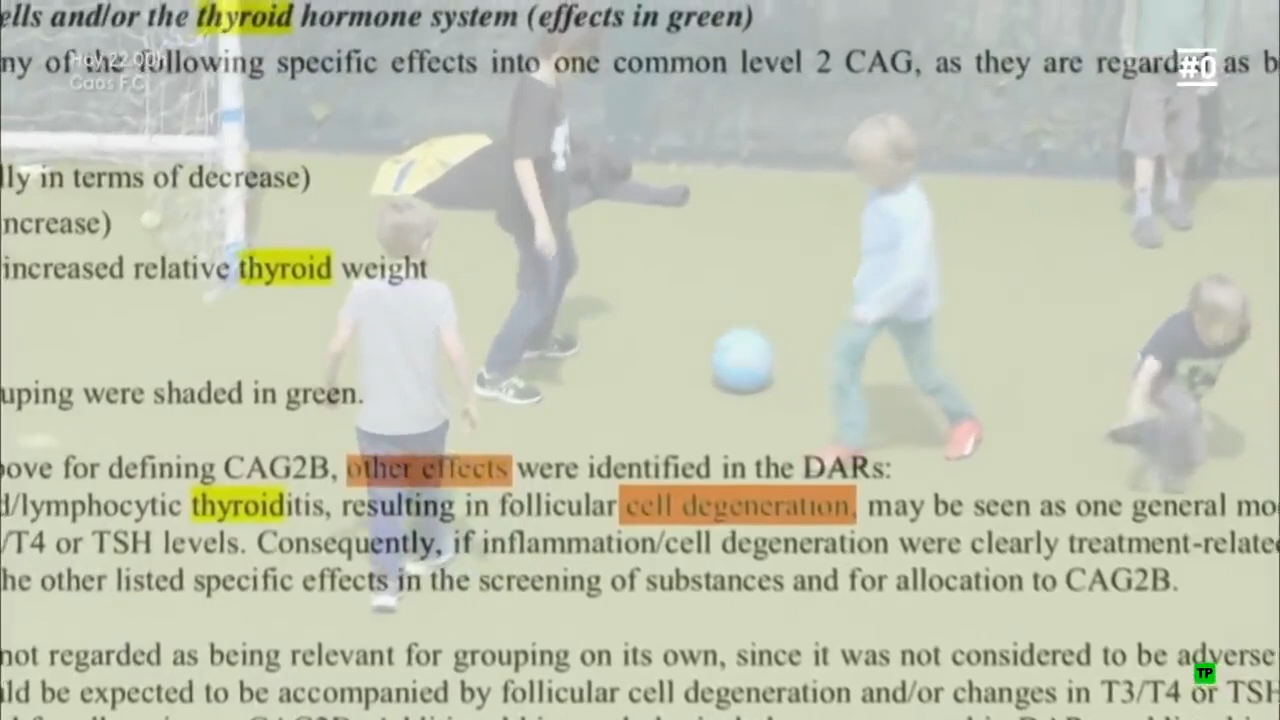 ells and/or the thyroid hormone system (effects in green)
ny of the following specific effects into one common level 2 CAG, as they are regarded as b
Hoy 22.00h
Caos F.C.
#0
lly in terms of decrease)
ncrease)
increased relative thyroid weight
uping were shaded in green.
ove for defining CAG2B, other effects were identified in the DARs:
d/lymphocytic thyroiditis, resulting in follicular cell degeneration, may be seen as one general mo
/T4 or TSH levels. Consequently, if inflammation/cell degeneration were clearly treatment-relate
he other listed specific effects in the screening of substances and for allocation to CAG2B.
not regarded as being relevant for grouping on its own, since it was not considered to be adverse
ld be expected to be accompanied by follicular cell degeneration and/or changes in T3/T4 or TSH
TP